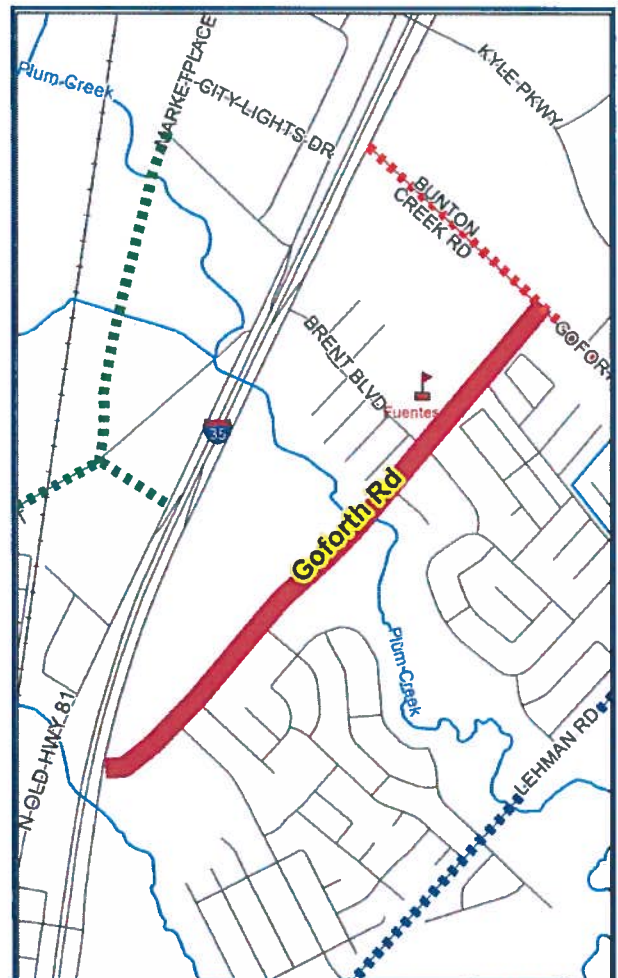 MARKETPLACE
KYLE PKWY
Plum Creek
CITY LIGHTS DR
BUNTON
CREEK RD
BRENT BLVD
GOFOR
Fuentes
35
Goforth Rd
Plum Creek
N OLD HWY 81
LEHMAN RD